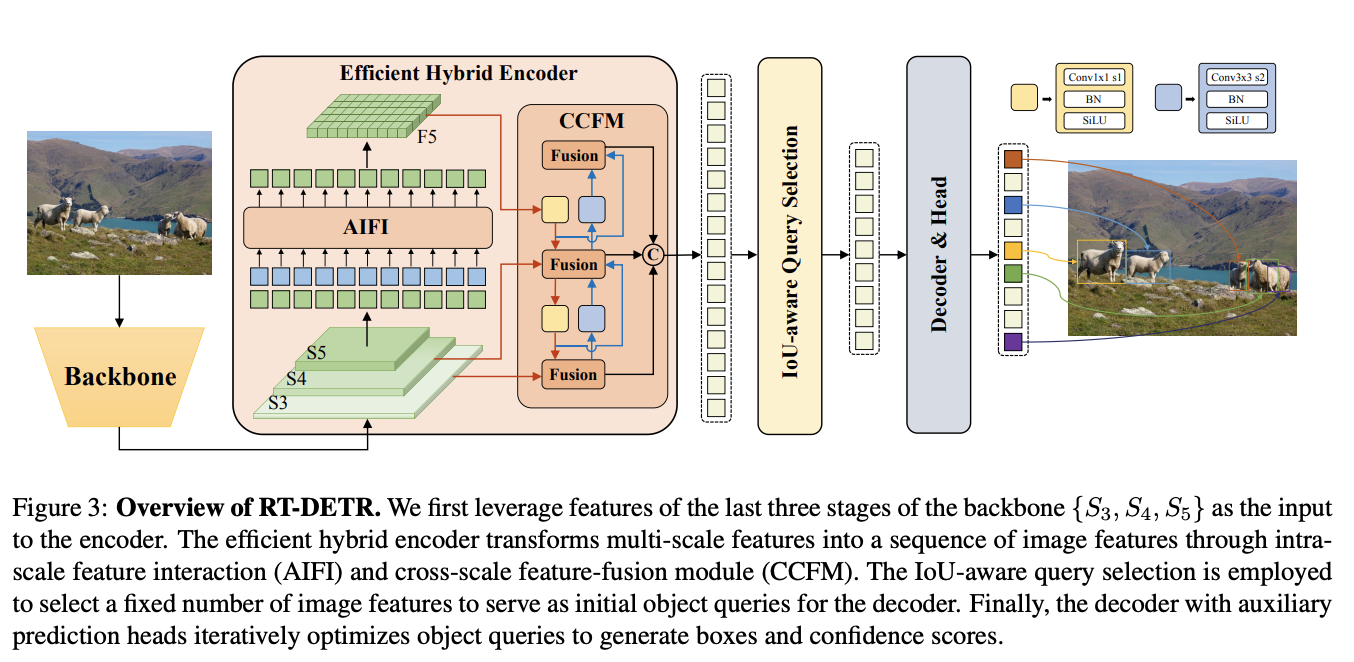 Efficient Hybrid Encoder
F5
AIFI
S5
S4
S3
Backbone
CCFM
Fusion
Fusion
Fusion
C
IoU-aware Query Selection
Decoder & Head
Conv1x1 s1
BN
SiLU
Conv3x3 s2
BN
SiLU
Figure 3: Overview of RT-DETR. We first leverage features of the last three stages of the backbone {S₃, S₄, S₅} as the input
to the encoder. The efficient hybrid encoder transforms multi-scale features into a sequence of image features through intra-
scale feature interaction (AIFI) and cross-scale feature-fusion module (CCFM). The IoU-aware query selection is employed
to select a fixed number of image features to serve as initial object queries for the decoder. Finally, the decoder with auxiliary
prediction heads iteratively optimizes object queries to generate boxes and confidence scores.